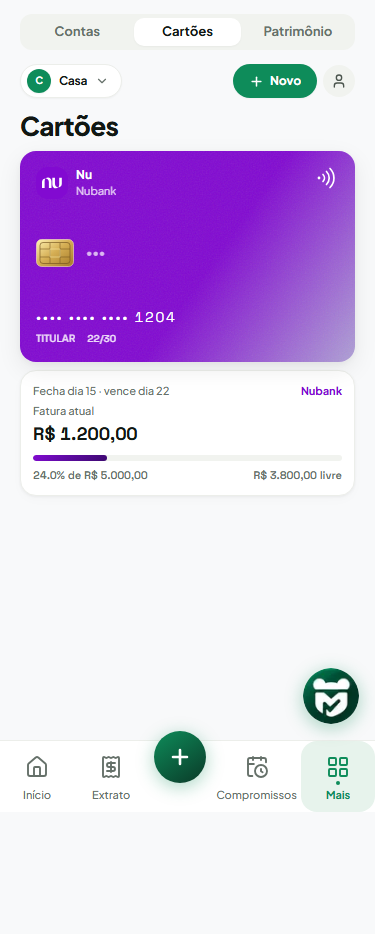 Contas Cartões Patrimônio
C Casa + Novo
Cartões
nu Nu
Nubank
•••
•••• •••• •••• 1204
TITULAR 22/30
Fecha dia 15 · vence dia 22 Nubank
Fatura atual
R$ 1.200,00
24.0% de R$ 5.000,00 R$ 3.800,00 livre
Início Extrato Compromissos Mais